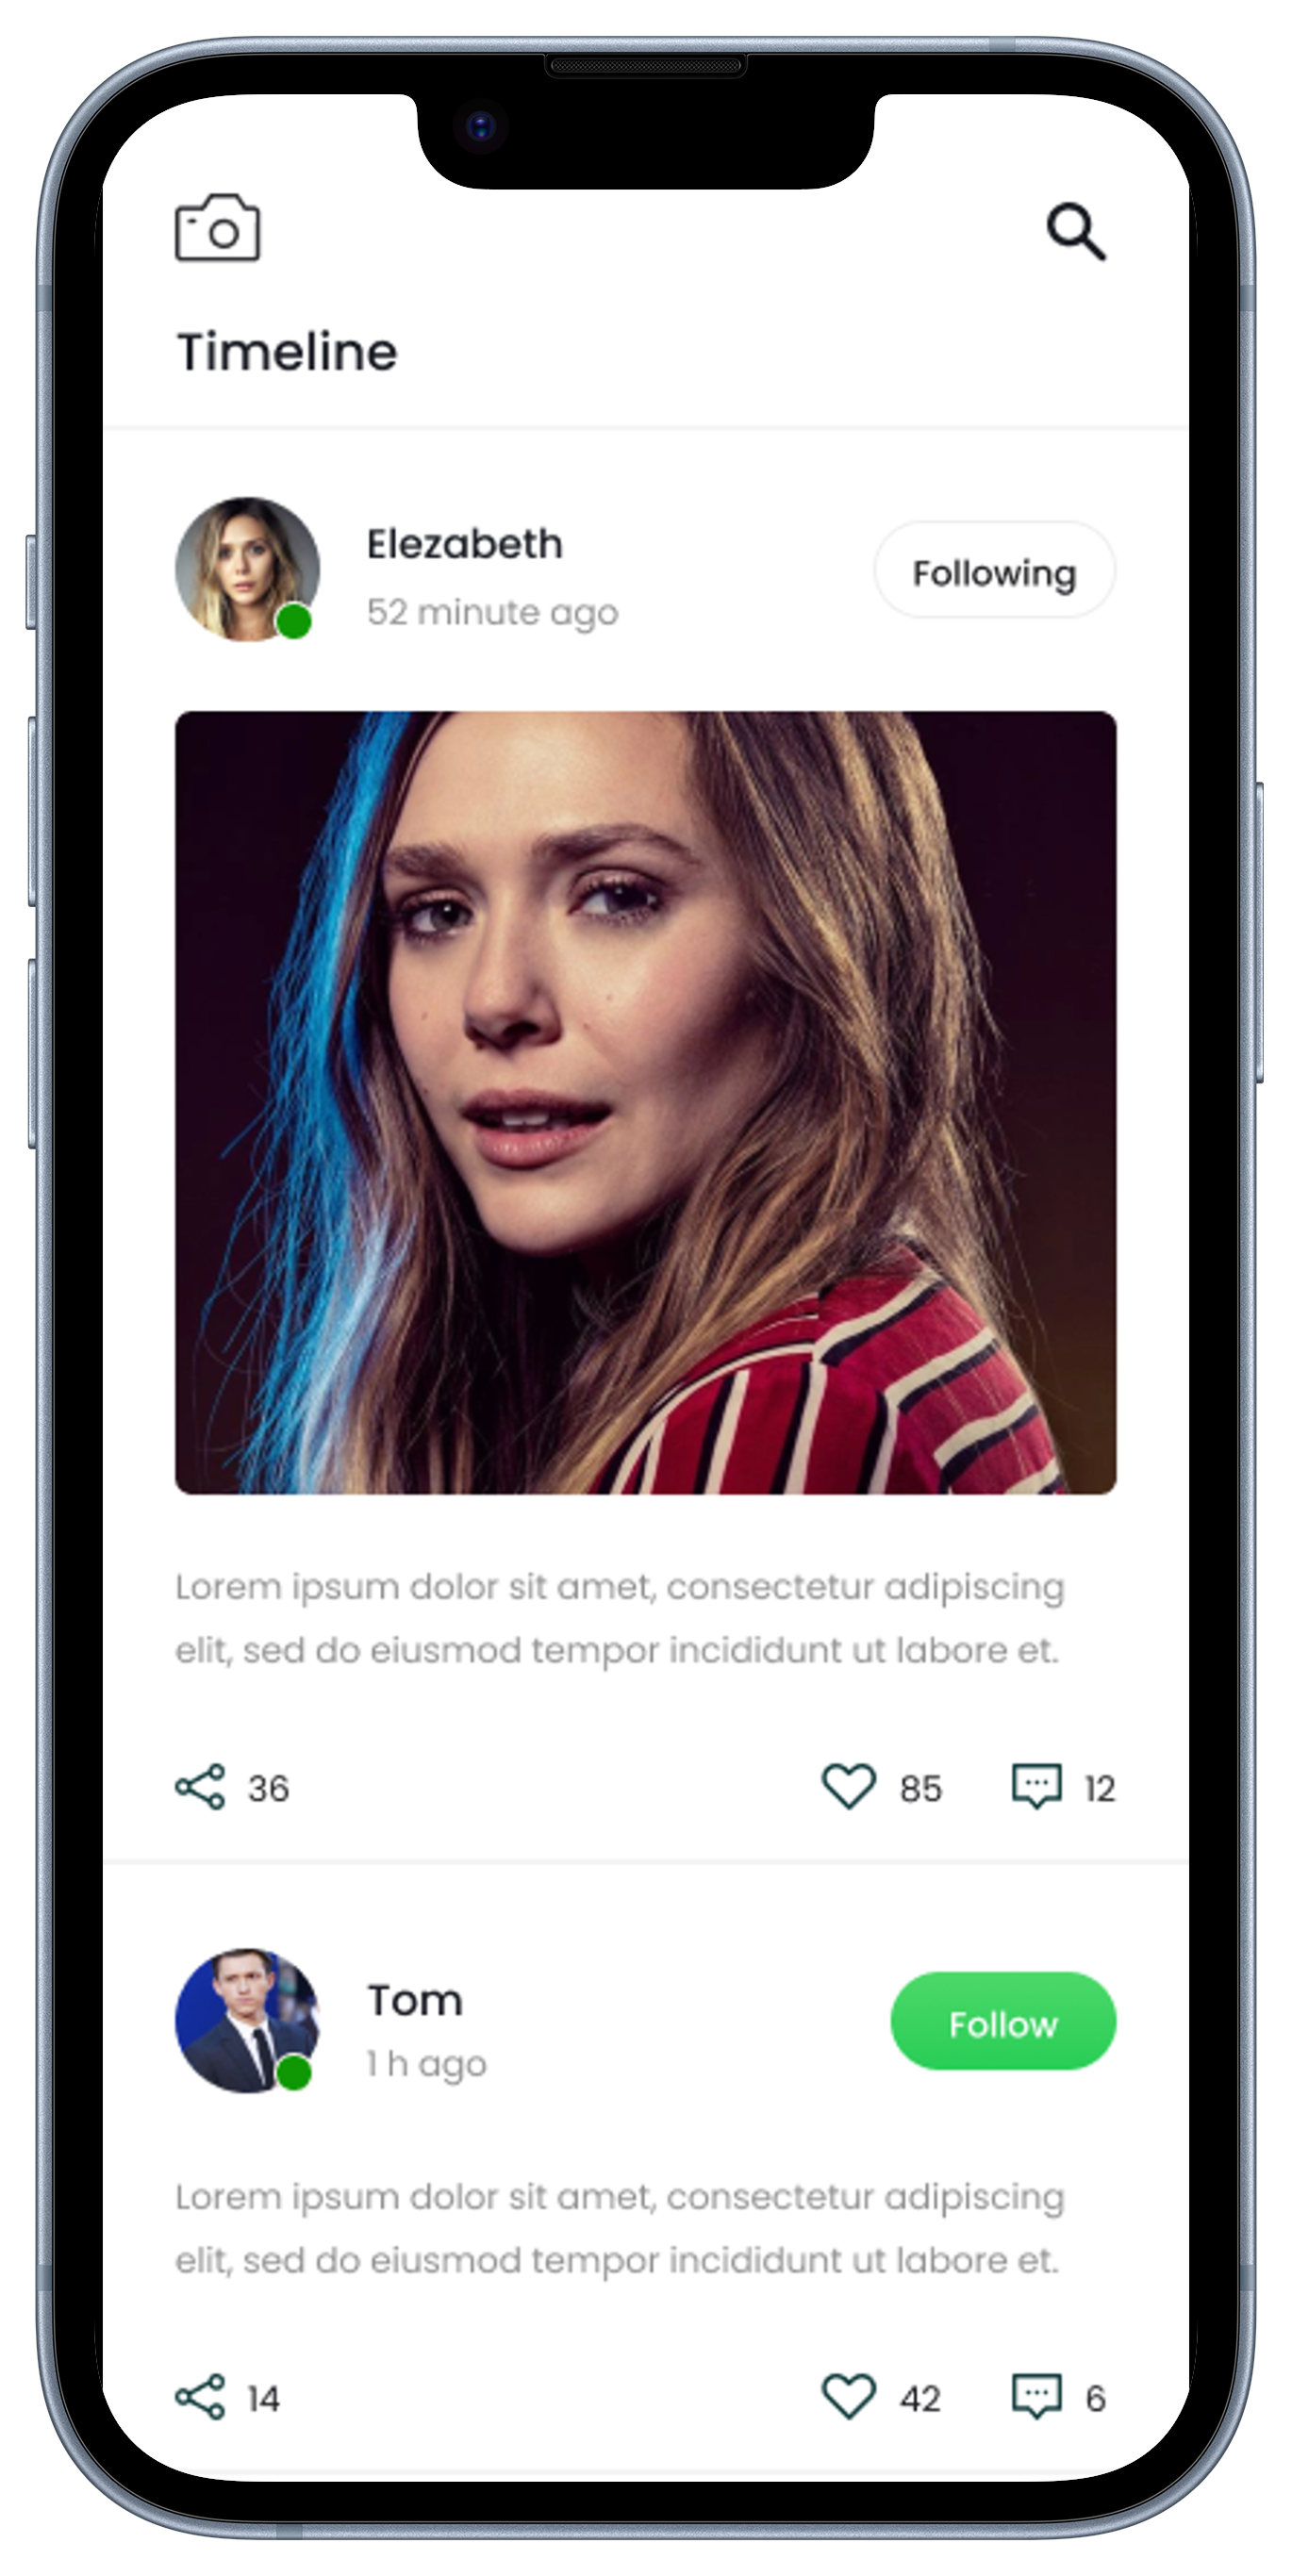 Timeline
Elezabeth
52 minute ago
Following
Lorem ipsum dolor sit amet, consectetur adipiscing
elit, sed do eiusmod tempor incididunt ut labore et.
36
85
12
Tom
1 h ago
Follow
Lorem ipsum dolor sit amet, consectetur adipiscing
elit, sed do eiusmod tempor incididunt ut labore et.
14
42
6